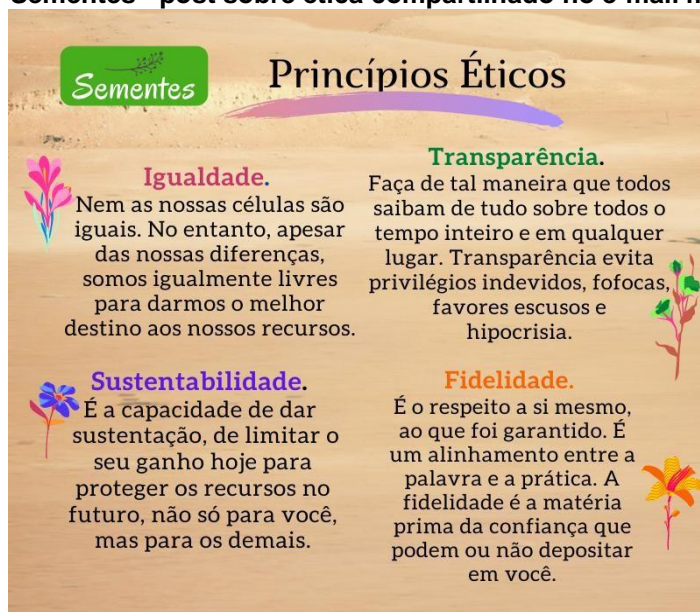 Sementes
Princípios Éticos
Igualdade.
Nem as nossas células são
iguais. No entanto, apesar
das nossas diferenças,
somos igualmente livres
para darmos o melhor
destino aos nossos recursos.
Transparência.
Faça de tal maneira que todos
saibam de tudo sobre todos o
tempo inteiro e em qualquer
lugar. Transparência evita
privilégios indevidos, fofocas,
favores escusos e
hipocrisia.
Sustentabilidade.
É a capacidade de dar
sustentação, de limitar o
seu ganho hoje para
proteger os recursos no
futuro, não só para você,
mas para os demais.
Fidelidade.
É o respeito a si mesmo,
ao que foi garantido. É
um alinhamento entre a
palavra e a prática. A
fidelidade é a matéria
prima da confiança que
podem ou não depositar
em você.